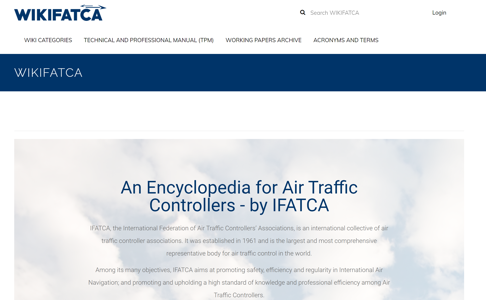 WIKIFATCA
Search WIKIFATCA
Login
WIKI CATEGORIES TECHNICAL AND PROFESSIONAL MANUAL (TPM) WORKING PAPERS ARCHIVE ACRONYMS AND TERMS
WIKIFATCA
An Encyclopedia for Air Traffic
Controllers - by IFATCA
IFATCA, the International Federation of Air Traffic Controllers' Associations, is an international collective of air
traffic controller associations. It was established in 1961 and is the largest and most comprehensive
representative body for air traffic control in the world.
Among its many objectives, IFATCA aims at promoting safety, efficiency and regularity in International Air
Navigation; and promoting and upholding a high standard of knowledge and professional efficiency among Air
Traffic Controllers.